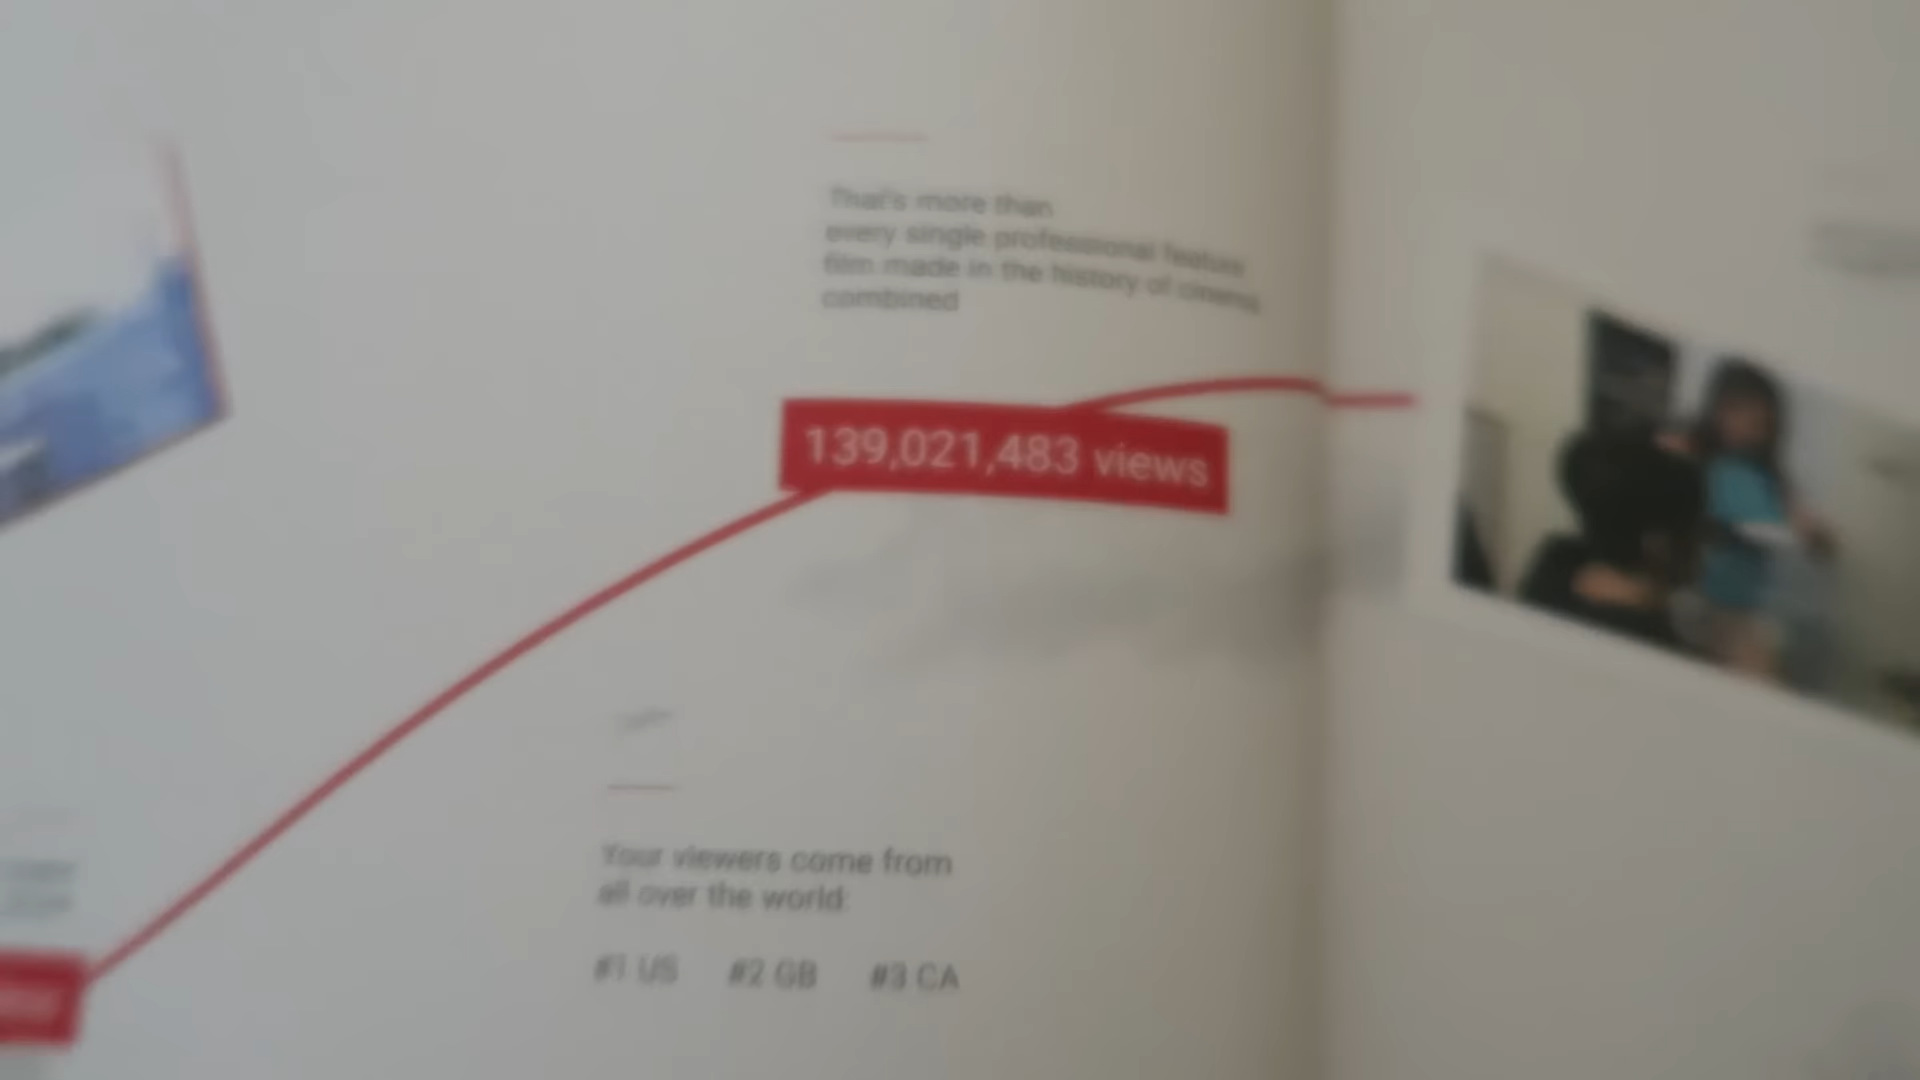 That's more than
every single professional feature
film made in the history of cinema
combined
139,021,483 views
Your viewers come from
all over the world:
#1 US #2 GB #3 CA